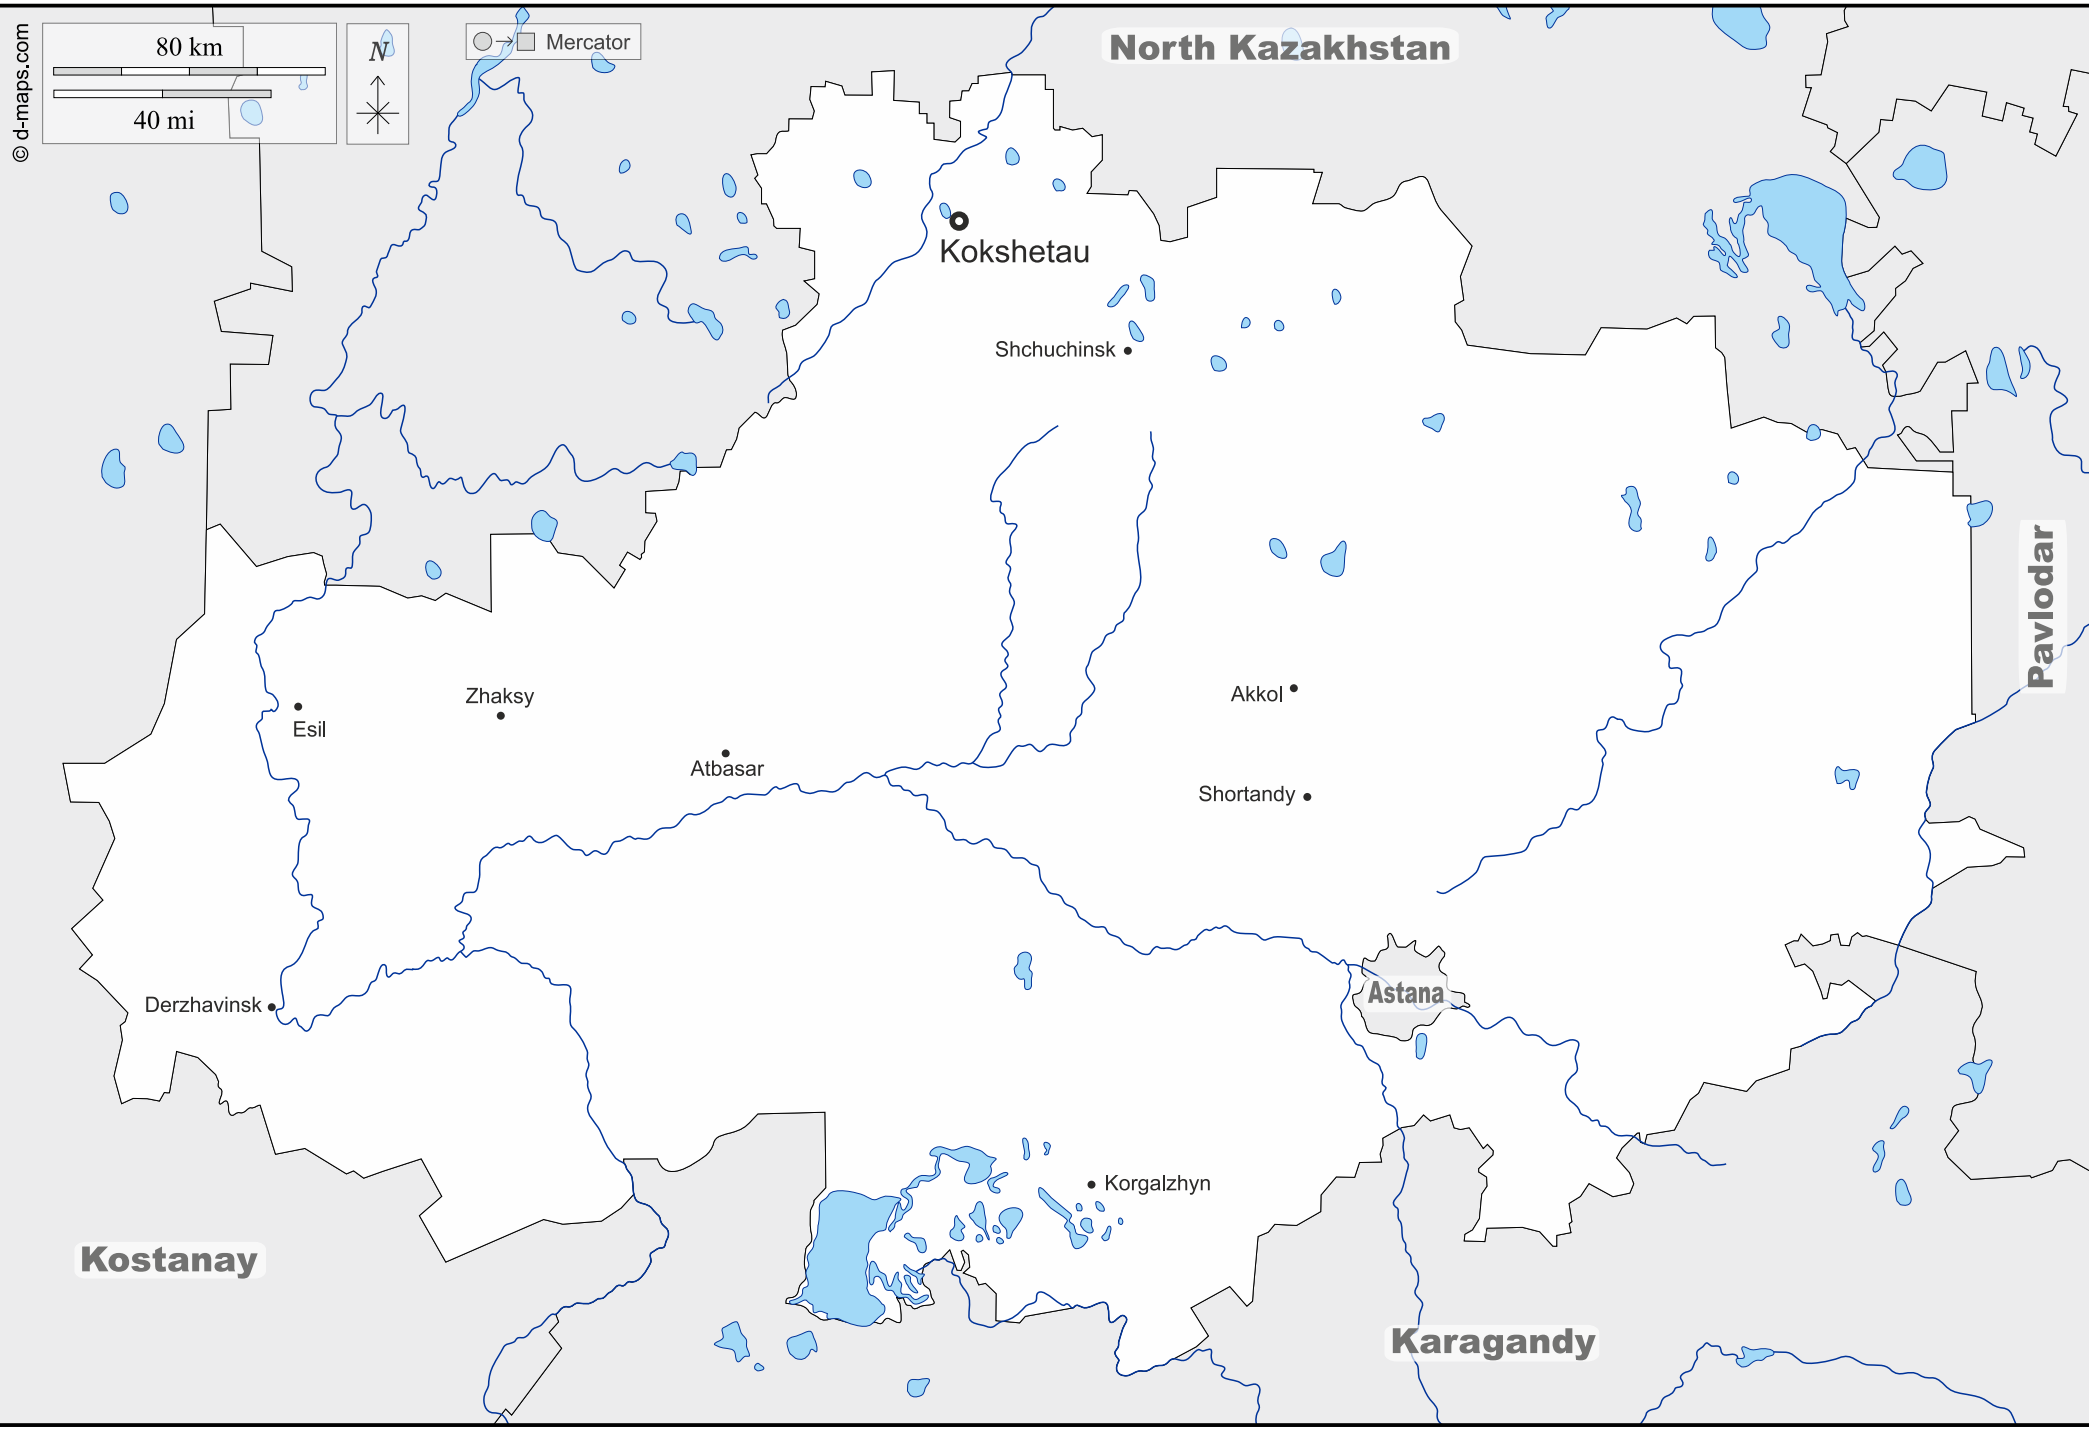 © d-maps.com
80 km
40 mi
N
Mercator
North Kazakhstan
Kokshetau
Shchuchinsk
Pavlodar
Zhaksy
Esil
Akkol
Atbasar
Shortandy
Astana
Derzhavinsk
Korgalzhyn
Kostanay
Karagandy